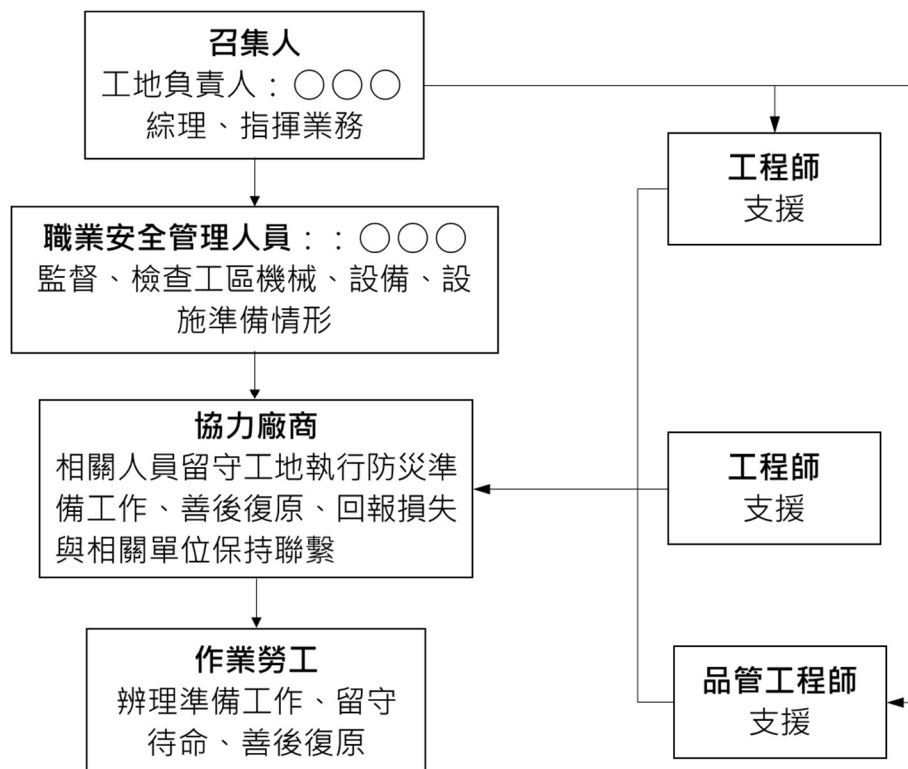 召集人
工地負責人：○○○
綜理、指揮業務
職業安全管理人員：：○○○
監督、檢查工區機械、設備、設
施準備情形
協力廠商
相關人員留守工地執行防災準
備工作、善後復原、回報損失
與相關單位保持聯繫
作業勞工
辨理準備工作、留守
待命、善後復原
工程師
支援
工程師
支援
品管工程師
支援